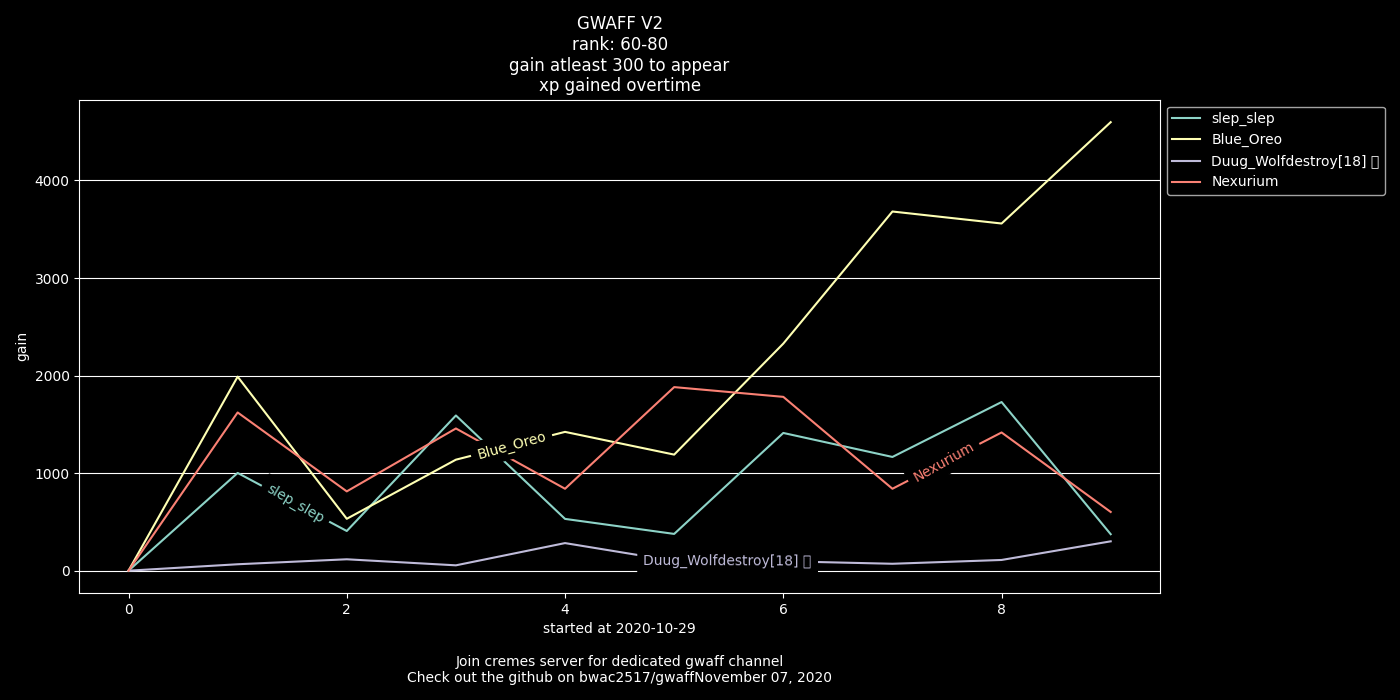 GWAFF V2
rank: 60-80
gain atleast 300 to appear
xp gained overtime
slep_slep
Blue_Oreo
Duug_Wolfdestroy[18]
Nexurium
4000
3000
2000
1000
0
gain
slep_slep
Blue_Oreo
Duug_Wolfdestroy[18]
Nexurium
0 2 4 6 8
started at 2020-10-29
Join cremes server for dedicated gwaff channel
Check out the github on bwac2517/gwaffNovember 07, 2020